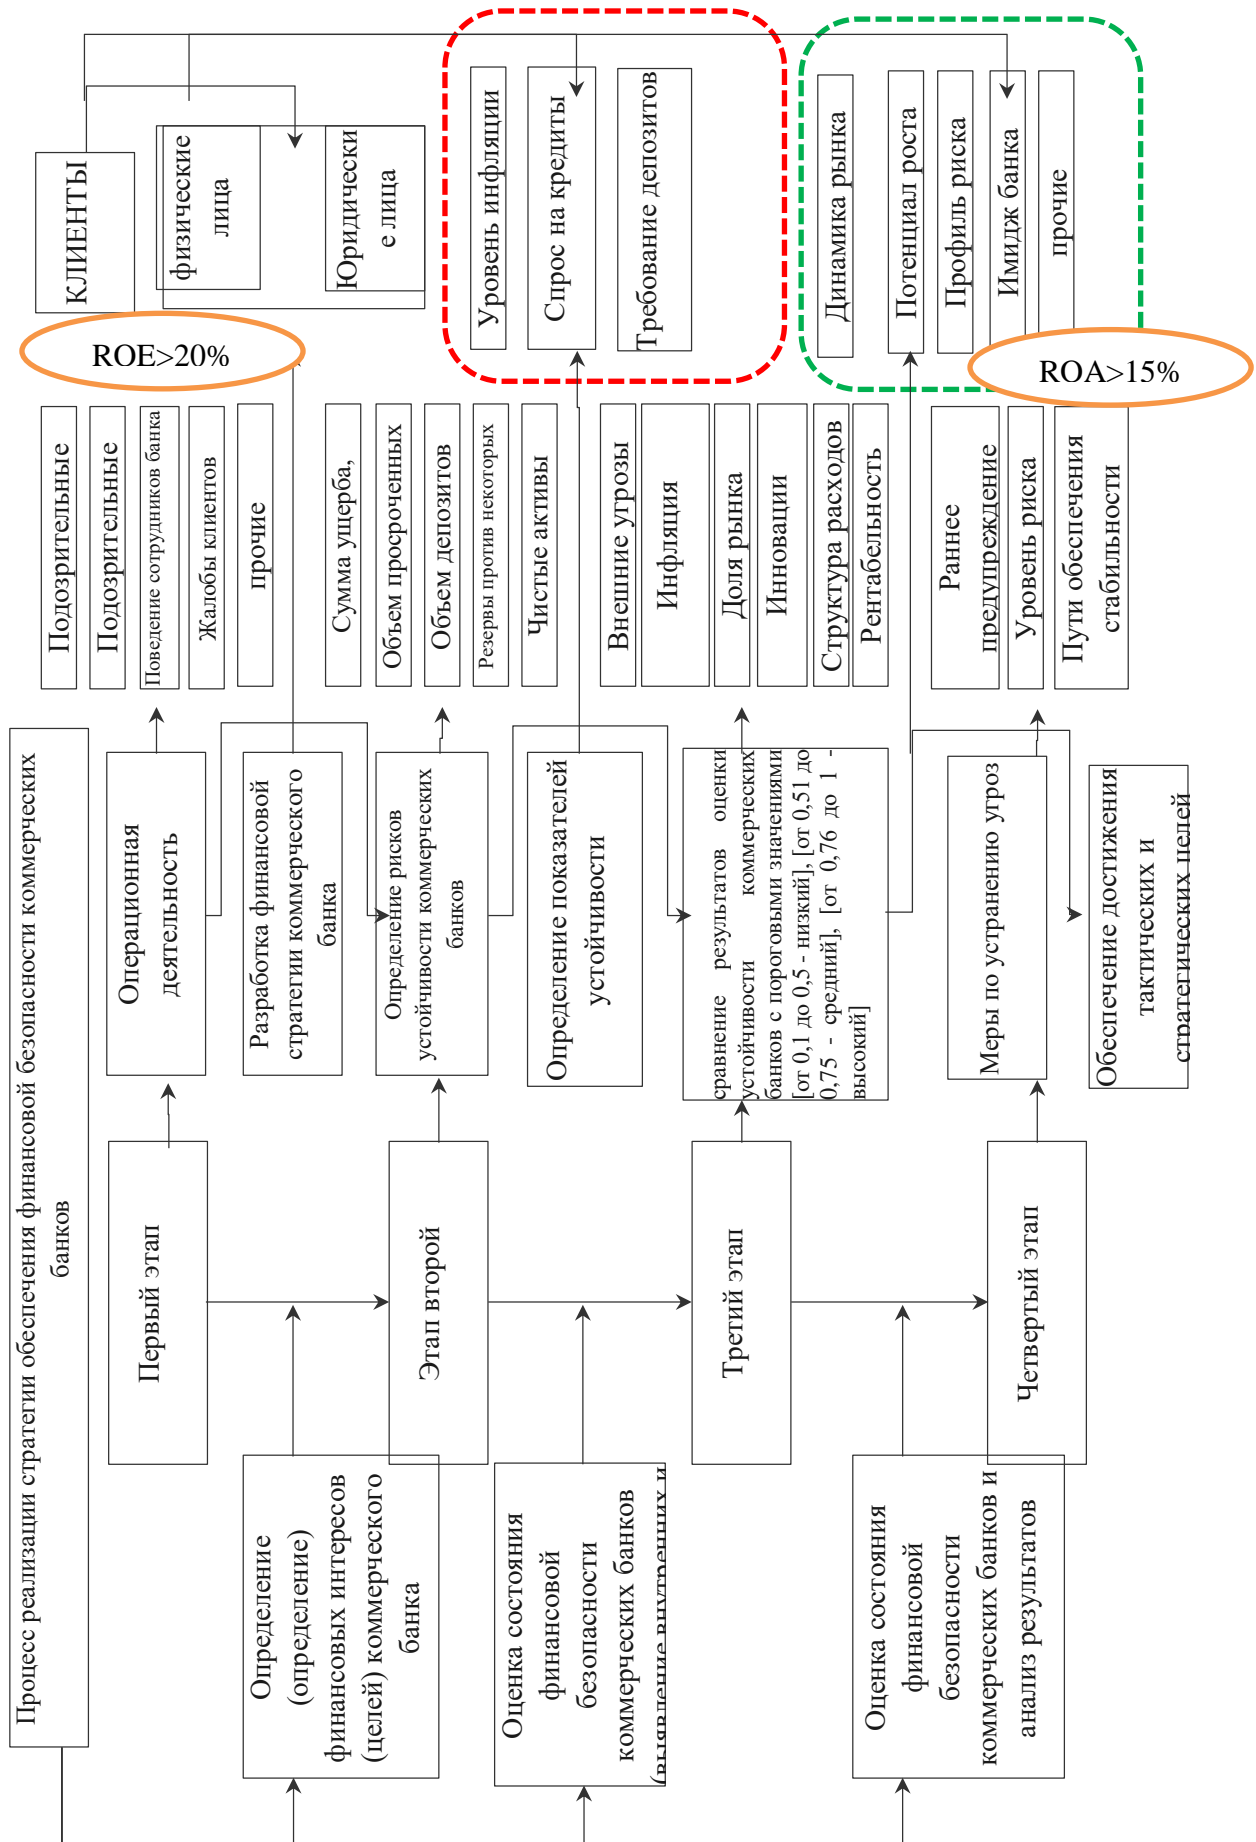 Процесс реализации стратегии обеспечения финансовой безопасности коммерческих
банков
Определение
(определение)
финансовых интересов
(целей) коммерческого
банка
Оценка состояния
финансовой
безопасности
коммерческих банков
(выявление внутренних и
Оценка состояния
финансовой
безопасности
коммерческих банков и
анализ результатов
Первый этап
Этап второй
Третий этап
Четвертый этап
Операционная
деятельность
Разработка финансовой
стратегии коммерческого
банка
Определение рисков
устойчивости коммерческих
банков
Определение показателей
устойчивости
сравнение результатов оценки
устойчивости коммерческих
банков с пороговыми значениями
[от 0,1 до 0,5 - низкий], [от 0,51 до
0,75 - средний], [от 0,76 до 1 -
высокий]
Меры по устранению угроз
Обеспечение достижения
тактических и
стратегических целей
Подозрительные
Подозрительные
Поведение сотрудников банка
Жалобы клиентов
прочие
Сумма ущерба,
Объем просроченных
Объем депозитов
Резервы против некоторых
Чистые активы
Внешние угрозы
Инфляция
Доля рынка
Инновации
Структура расходов
Рентабельность
Раннее
предупреждение
Уровень риска
Пути обеспечения
стабильности
КЛИЕНТЫ
физические
лица
Юридически
е лица
ROE>20%
Уровень инфляции
Спрос на кредиты
Требование депозитов
Динамика рынка
Потенциал роста
Профиль риска
Имидж банка
прочие
ROA>15%